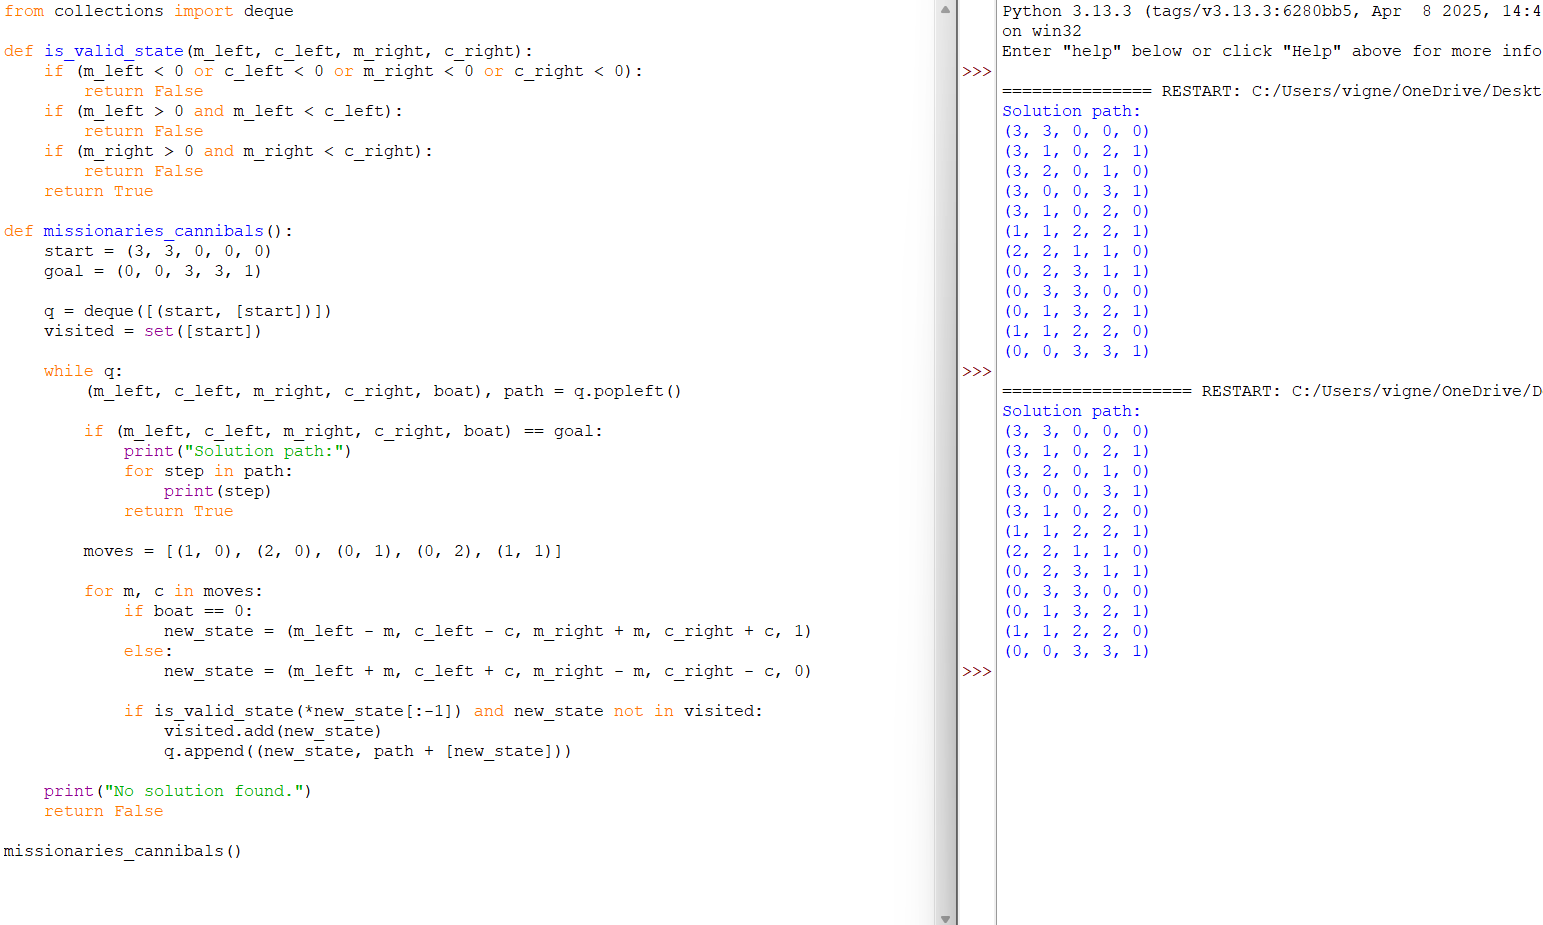 from collections import deque
def is_valid_state(m_left, c_left, m_right, c_right):
    if (m_left < 0 or c_left < 0 or m_right < 0 or c_right < 0):
        return False
    if (m_left > 0 and m_left < c_left):
        return False
    if (m_right > 0 and m_right < c_right):
        return False
    return True
def missionaries_cannibals():
    start = (3, 3, 0, 0, 0)
    goal = (0, 0, 3, 3, 1)
    q = deque([(start, [start])])
    visited = set([start])
    while q:
        (m_left, c_left, m_right, c_right, boat), path = q.popleft()
        if (m_left, c_left, m_right, c_right, boat) == goal:
            print("Solution path:")
            for step in path:
                print(step)
            return True
        moves = [(1, 0), (2, 0), (0, 1), (0, 2), (1, 1)]
        for m, c in moves:
            if boat == 0:
                new_state = (m_left - m, c_left - c, m_right + m, c_right + c, 1)
            else:
                new_state = (m_left + m, c_left + c, m_right - m, c_right - c, 0)
            if is_valid_state(*new_state[:-1]) and new_state not in visited:
                visited.add(new_state)
                q.append((new_state, path + [new_state]))
    print("No solution found.")
    return False
missionaries_cannibals()
Python 3.13.3 (tags/v3.13.3:6280bb5, Apr  8 2025, 14:4
on win32
Enter "help" below or click "Help" above for more info
>>>
=============== RESTART: C:/Users/vigne/OneDrive/Deskt
Solution path:
(3, 3, 0, 0, 0)
(3, 1, 0, 2, 1)
(3, 2, 0, 1, 0)
(3, 0, 0, 3, 1)
(3, 1, 0, 2, 0)
(1, 1, 2, 2, 1)
(2, 2, 1, 1, 0)
(0, 2, 3, 1, 1)
(0, 3, 3, 0, 0)
(0, 1, 3, 2, 1)
(1, 1, 2, 2, 0)
(0, 0, 3, 3, 1)
>>>
=================== RESTART: C:/Users/vigne/OneDrive/D
Solution path:
(3, 3, 0, 0, 0)
(3, 1, 0, 2, 1)
(3, 2, 0, 1, 0)
(3, 0, 0, 3, 1)
(3, 1, 0, 2, 0)
(1, 1, 2, 2, 1)
(2, 2, 1, 1, 0)
(0, 2, 3, 1, 1)
(0, 3, 3, 0, 0)
(0, 1, 3, 2, 1)
(1, 1, 2, 2, 0)
(0, 0, 3, 3, 1)
>>>